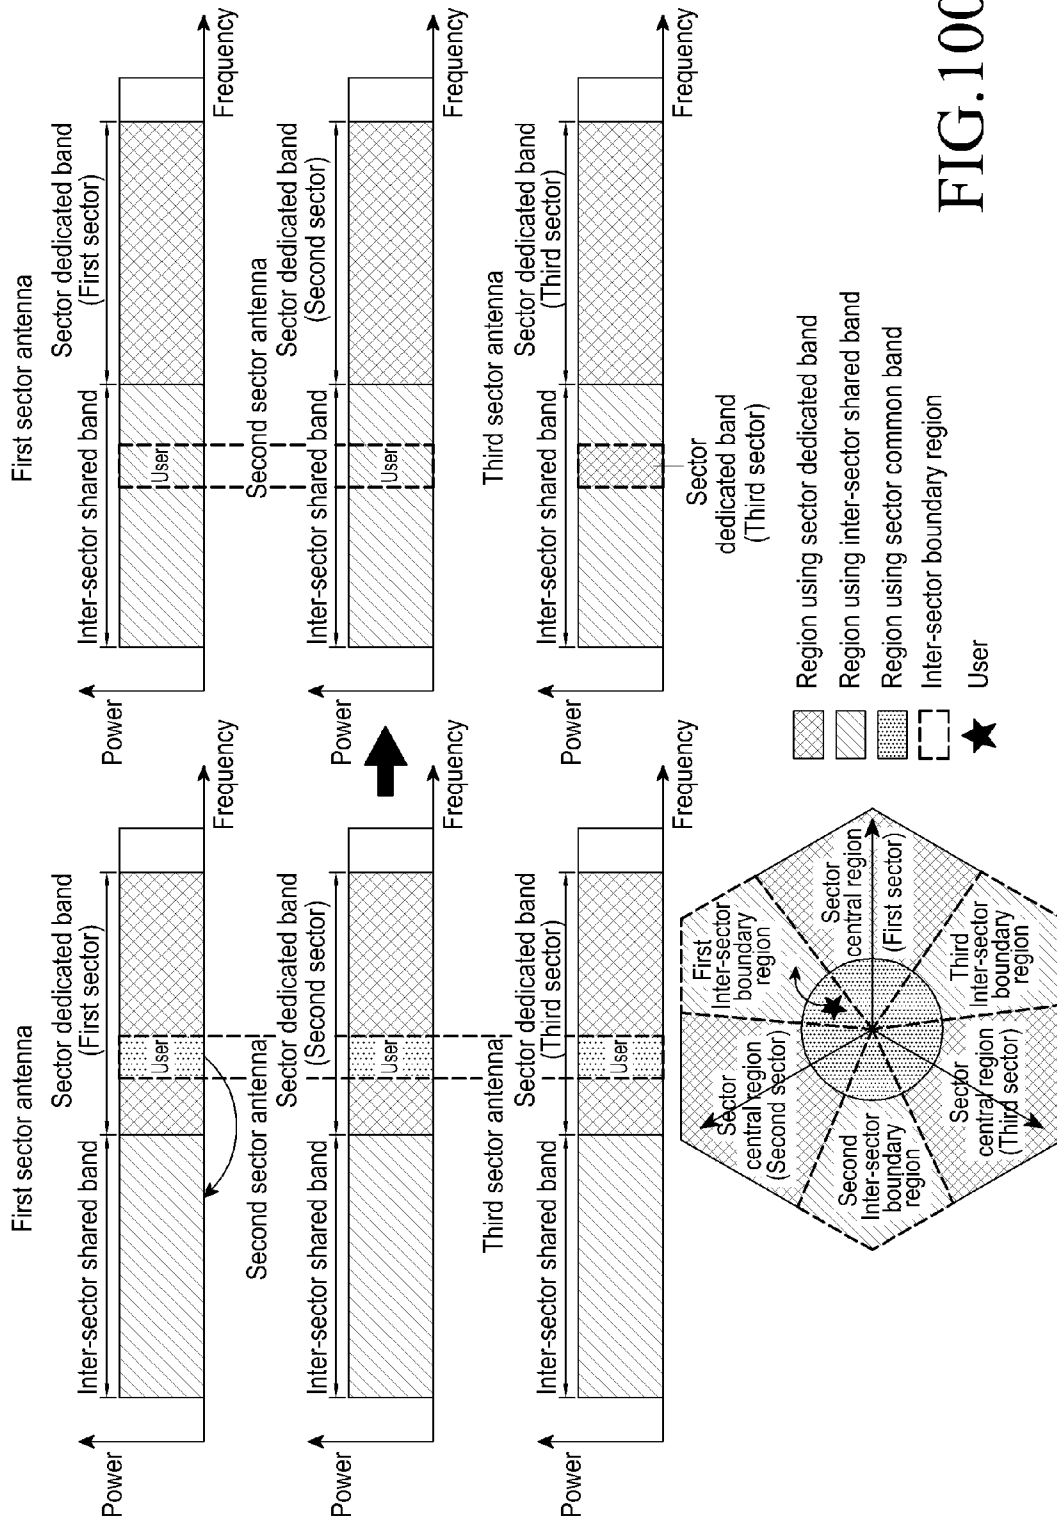 First sector antenna
Sector dedicated band
(First sector)
Inter-sector shared band
User
Power
Frequency
Second sector antenna
Sector dedicated band
(Second sector)
Inter-sector shared band
User
Power
Frequency
Third sector antenna
Sector dedicated band
(Third sector)
Inter-sector shared band
User
Power
Frequency
First sector antenna
Sector dedicated band
(First sector)
Inter-sector shared band
User
Power
Frequency
Second sector antenna
Sector dedicated band
(Second sector)
Inter-sector shared band
User
Power
Frequency
Third sector antenna
Sector dedicated band
(Third sector)
Inter-sector shared band
Power
Frequency
Sector
dedicated band
(Third sector)
First
Inter-sector
boundary
region
Sector
central region
(First sector)
Sector
central region
(Second sector)
Second
Inter-sector
boundary
region
Sector
central region
(Third sector)
Third
Inter-sector
boundary
region
Region using sector dedicated band
Region using inter-sector shared band
Region using sector common band
Inter-sector boundary region
User
FIG.100